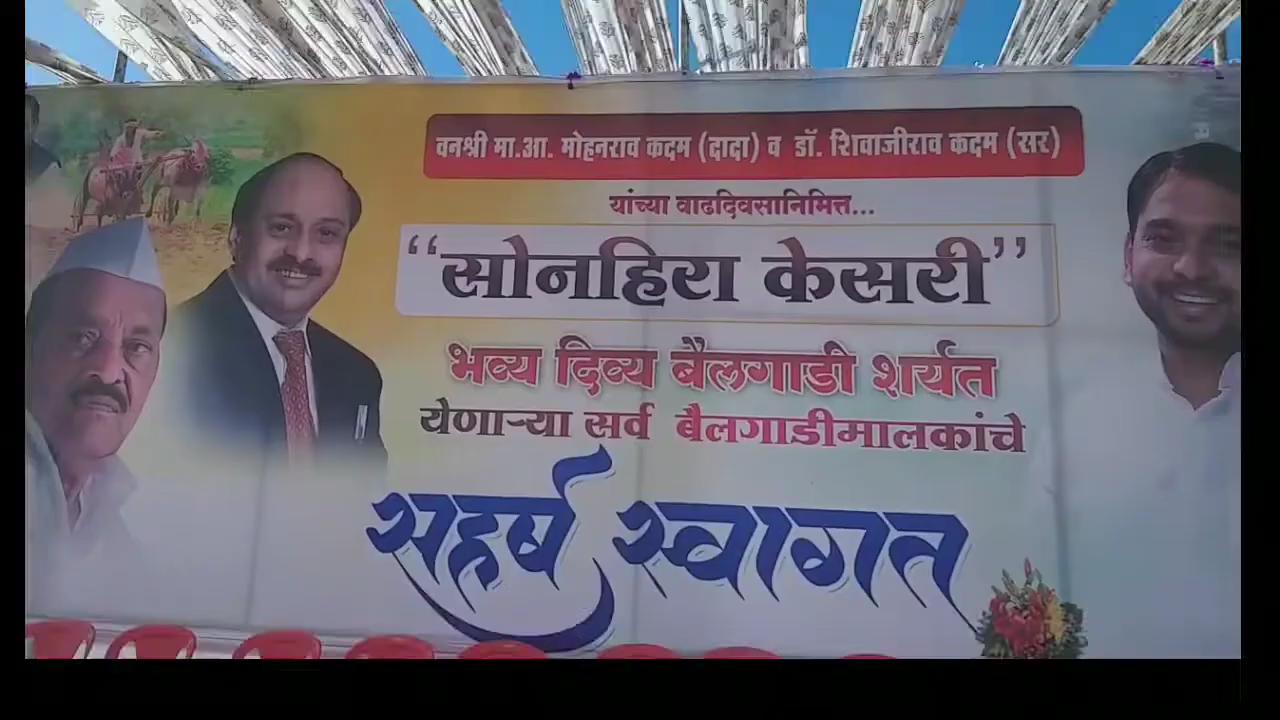 वनश्री मा.आ. मोहनराव कदम (दादा) व डॉ. शिवाजीराव कदम (सर)
यांच्या वाढदिवसानिमित्त...
“सोनहिरा केसरी”
भव्य दिव्य बैलगाडी शर्यत
येणाऱ्या सर्व बैलगाडीमालकांचे
सहर्ष स्वागत